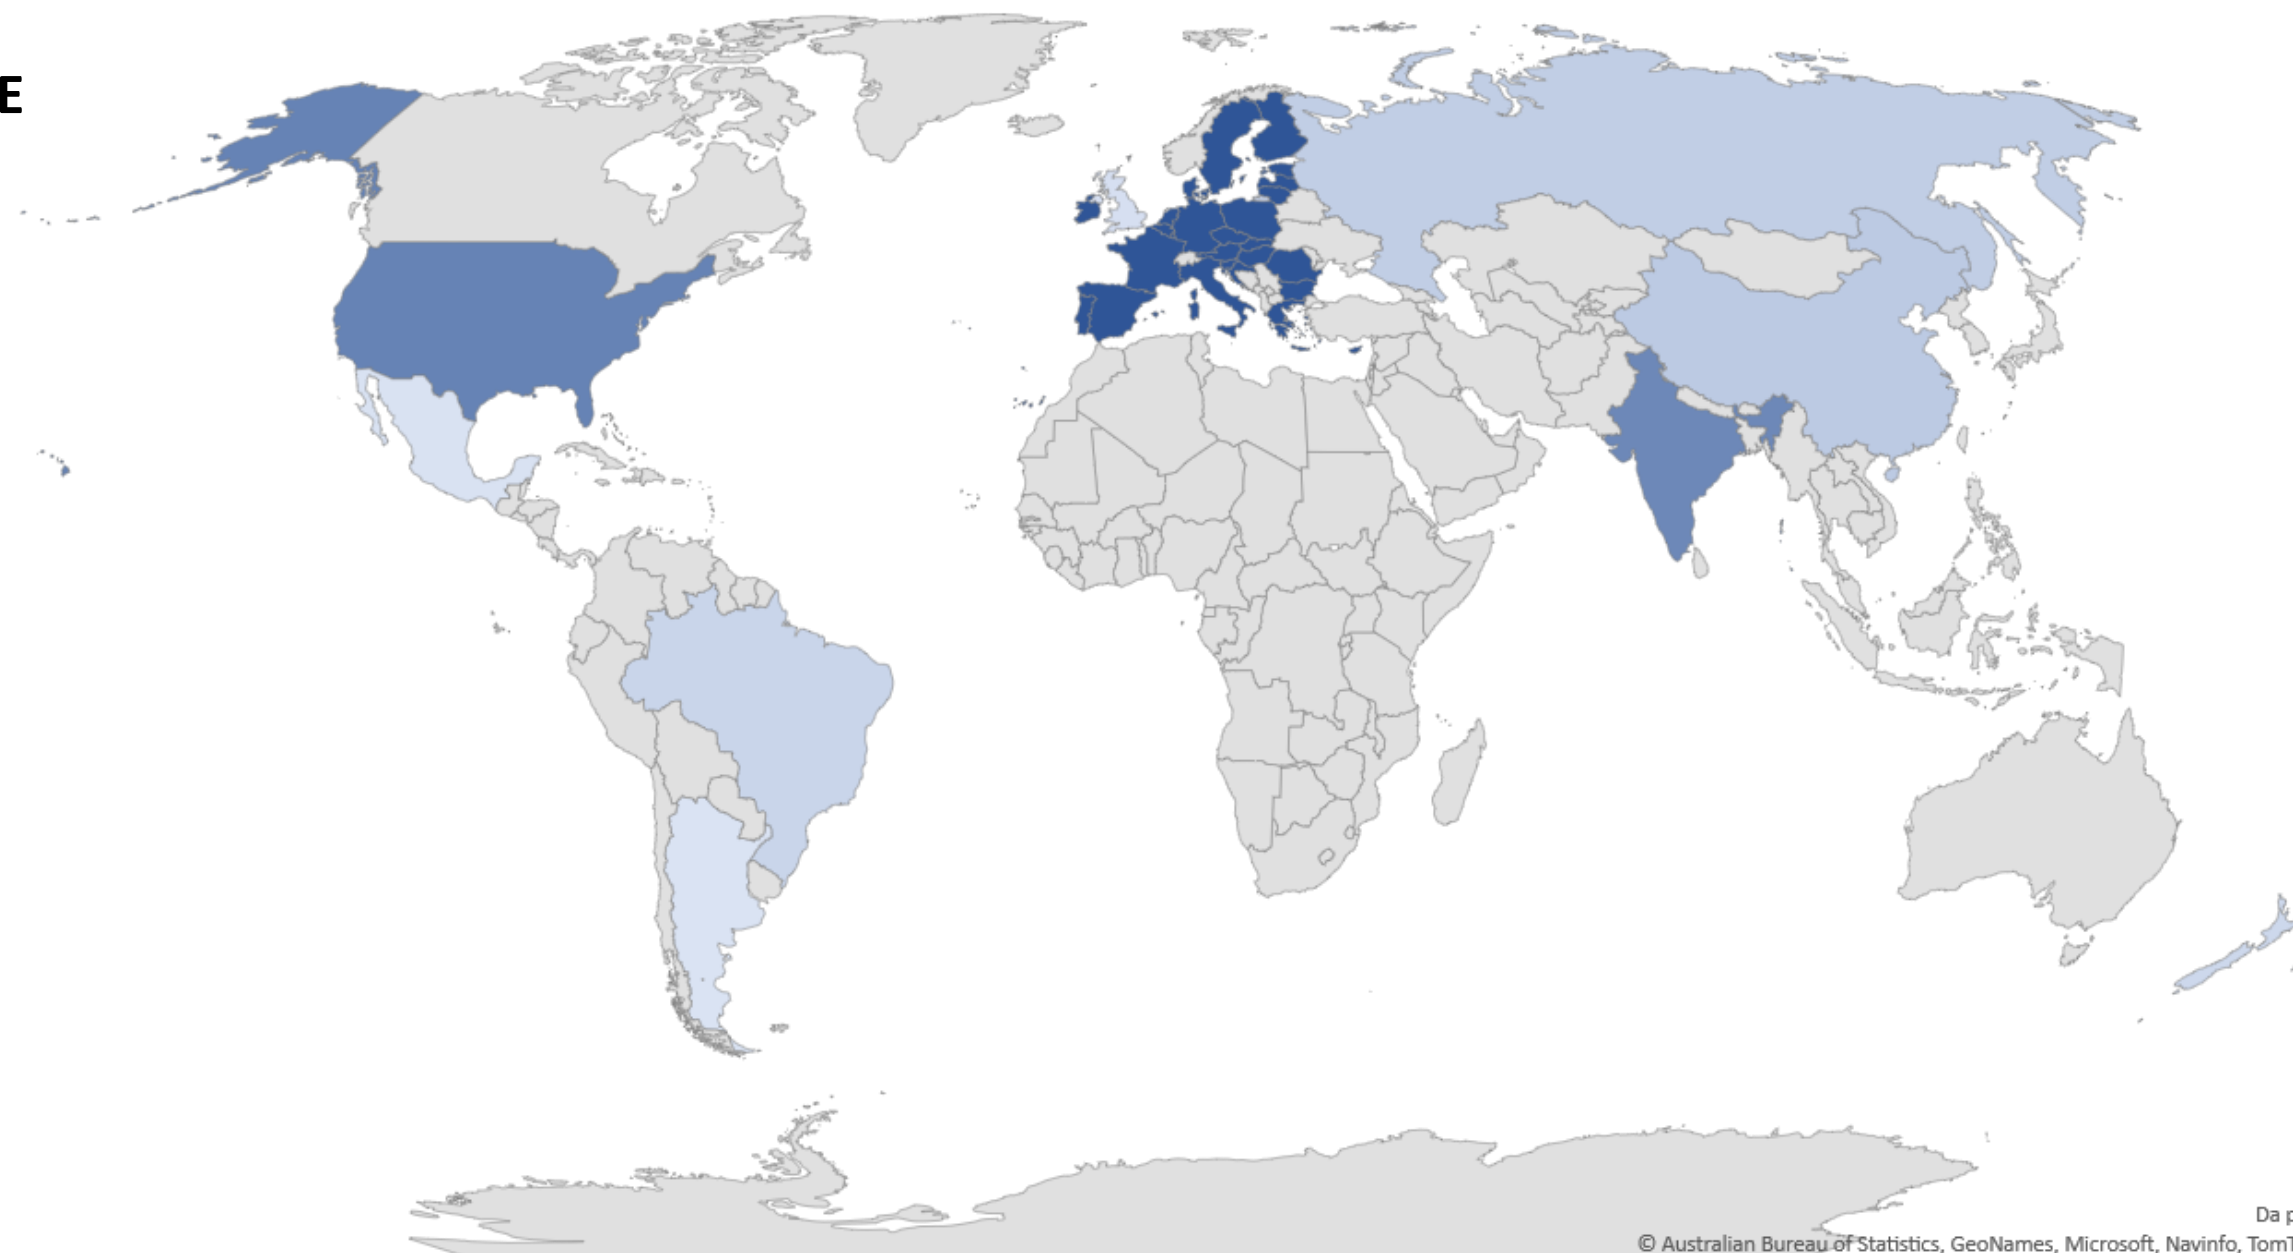 E
Da p
© Australian Bureau of Statistics, GeoNames, Microsoft, Navinfo, TomT